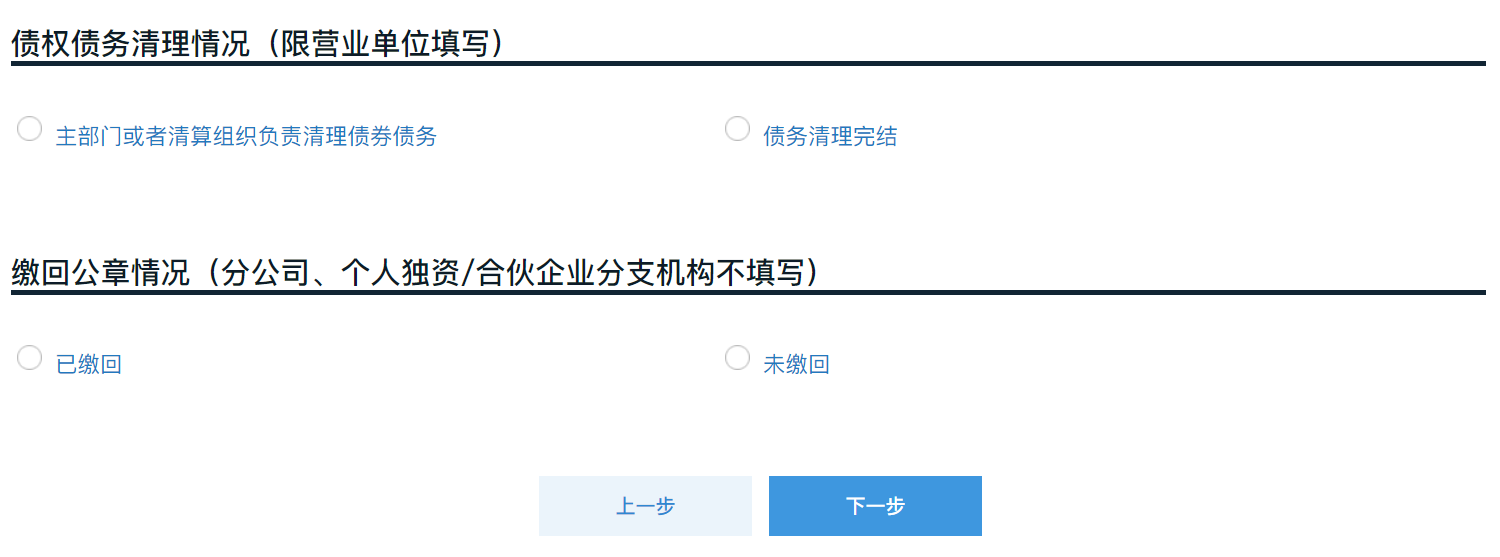 债权债务清理情况（限营业单位填写）
主部门或者清算组织负责清理债券债务
债务清理完结
缴回公章情况（分公司、个人独资/合伙企业分支机构不填写）
已缴回
未缴回
上一步
下一步